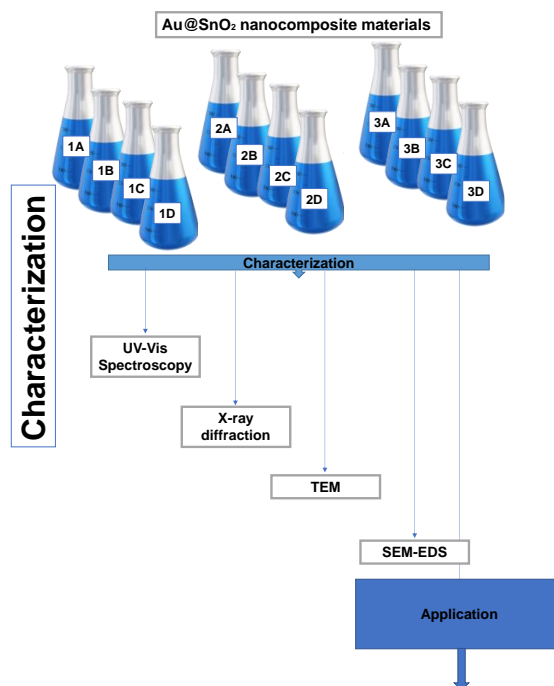 Au@SnO₂ nanocomposite materials
1A
1B
1C
1D
2A
2B
2C
2D
3A
3B
3C
3D
Characterization
Characterization
UV-Vis
Spectroscopy
X-ray
diffraction
TEM
SEM-EDS
Application